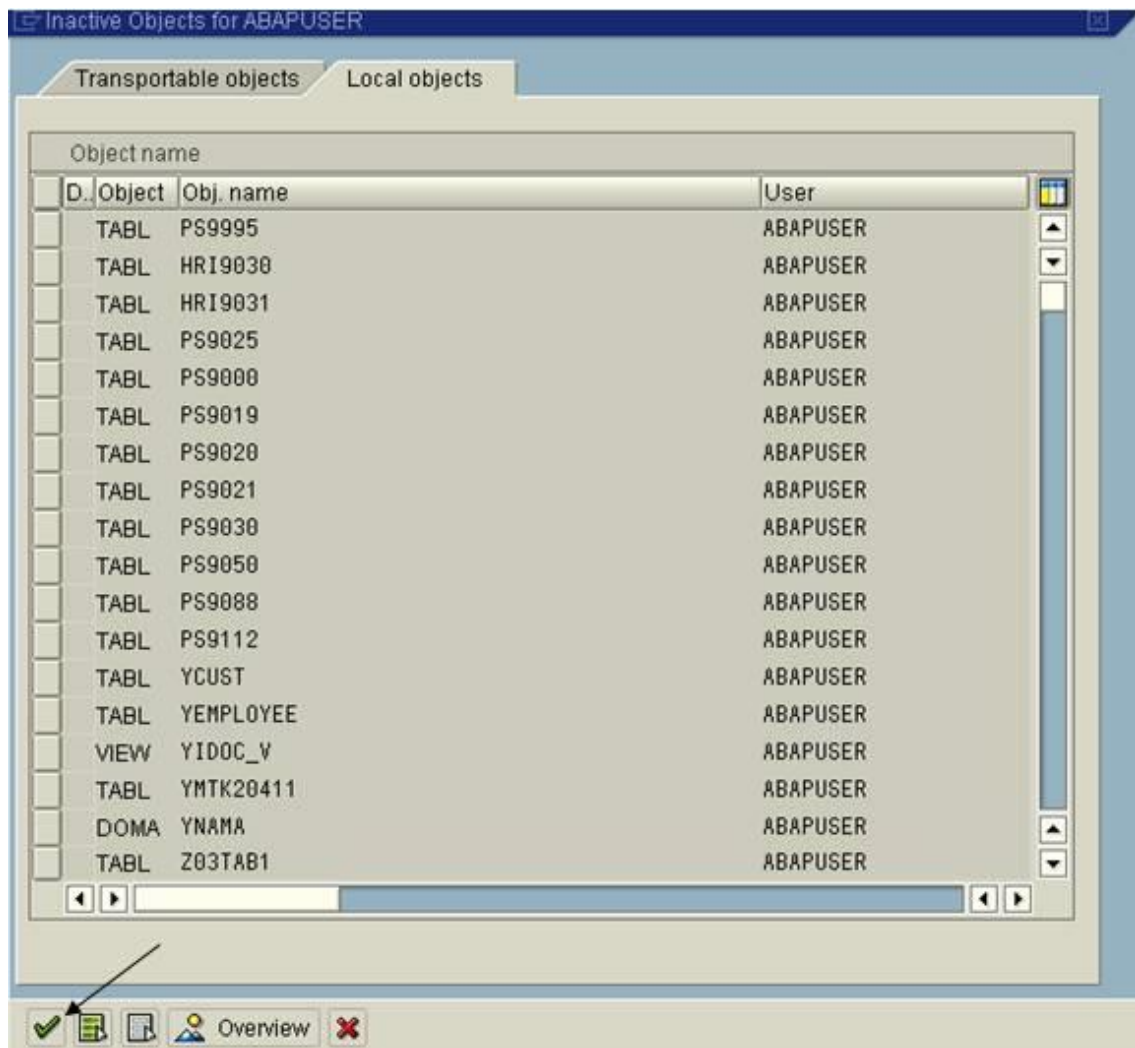 Inactive Objects for ABAPUSER
Transportable objects Local objects
Object name
D.. Object Obj. name User
TABL PS9995 ABAPUSER
TABL HRI9030 ABAPUSER
TABL HRI9031 ABAPUSER
TABL PS9025 ABAPUSER
TABL PS9000 ABAPUSER
TABL PS9019 ABAPUSER
TABL PS9020 ABAPUSER
TABL PS9021 ABAPUSER
TABL PS9030 ABAPUSER
TABL PS9050 ABAPUSER
TABL PS9088 ABAPUSER
TABL PS9112 ABAPUSER
TABL YCUST ABAPUSER
TABL YEMPLOYEE ABAPUSER
VIEW YIDOC_V ABAPUSER
TABL YMTK20411 ABAPUSER
DOMA YNAMA ABAPUSER
TABL Z03TAB1 ABAPUSER
Overview